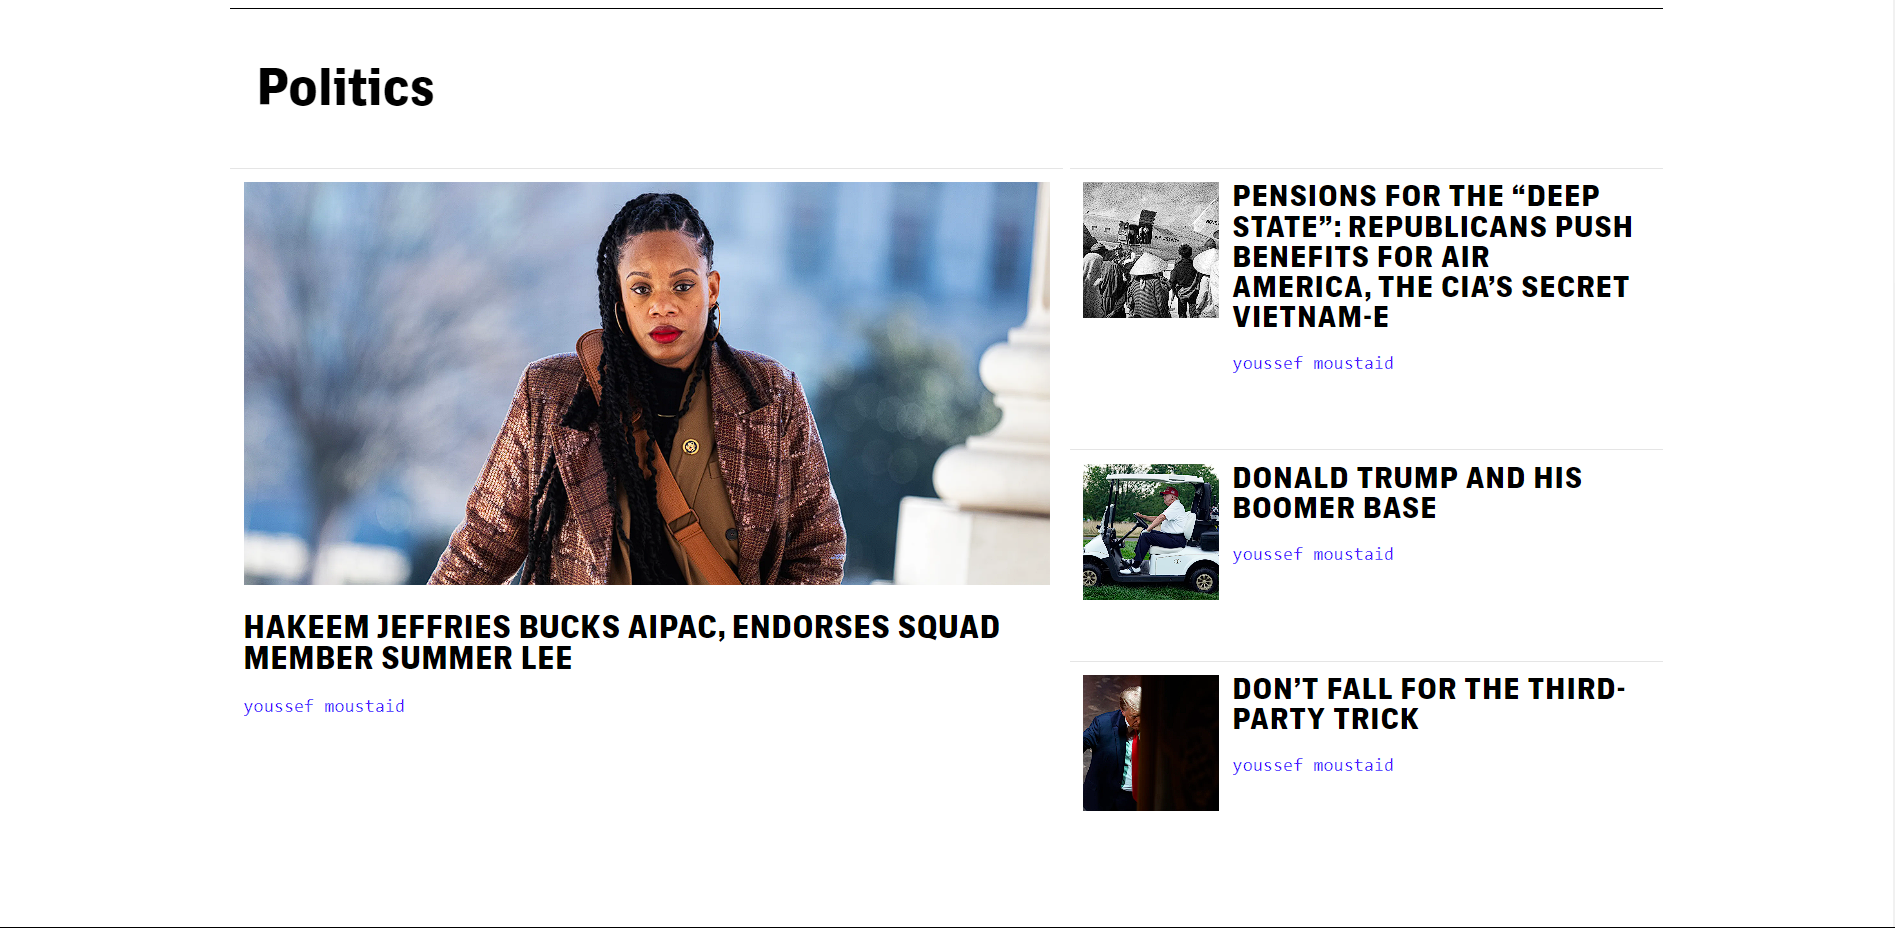 Politics
HAKEEM JEFFRIES BUCKS AIPAC, ENDORSES SQUAD
MEMBER SUMMER LEE
youssef moustaid
PENSIONS FOR THE “DEEP
STATE”: REPUBLICANS PUSH
BENEFITS FOR AIR
AMERICA, THE CIA’S SECRET
VIETNAM-E
youssef moustaid
DONALD TRUMP AND HIS
BOOMER BASE
youssef moustaid
DON’T FALL FOR THE THIRD-
PARTY TRICK
youssef moustaid